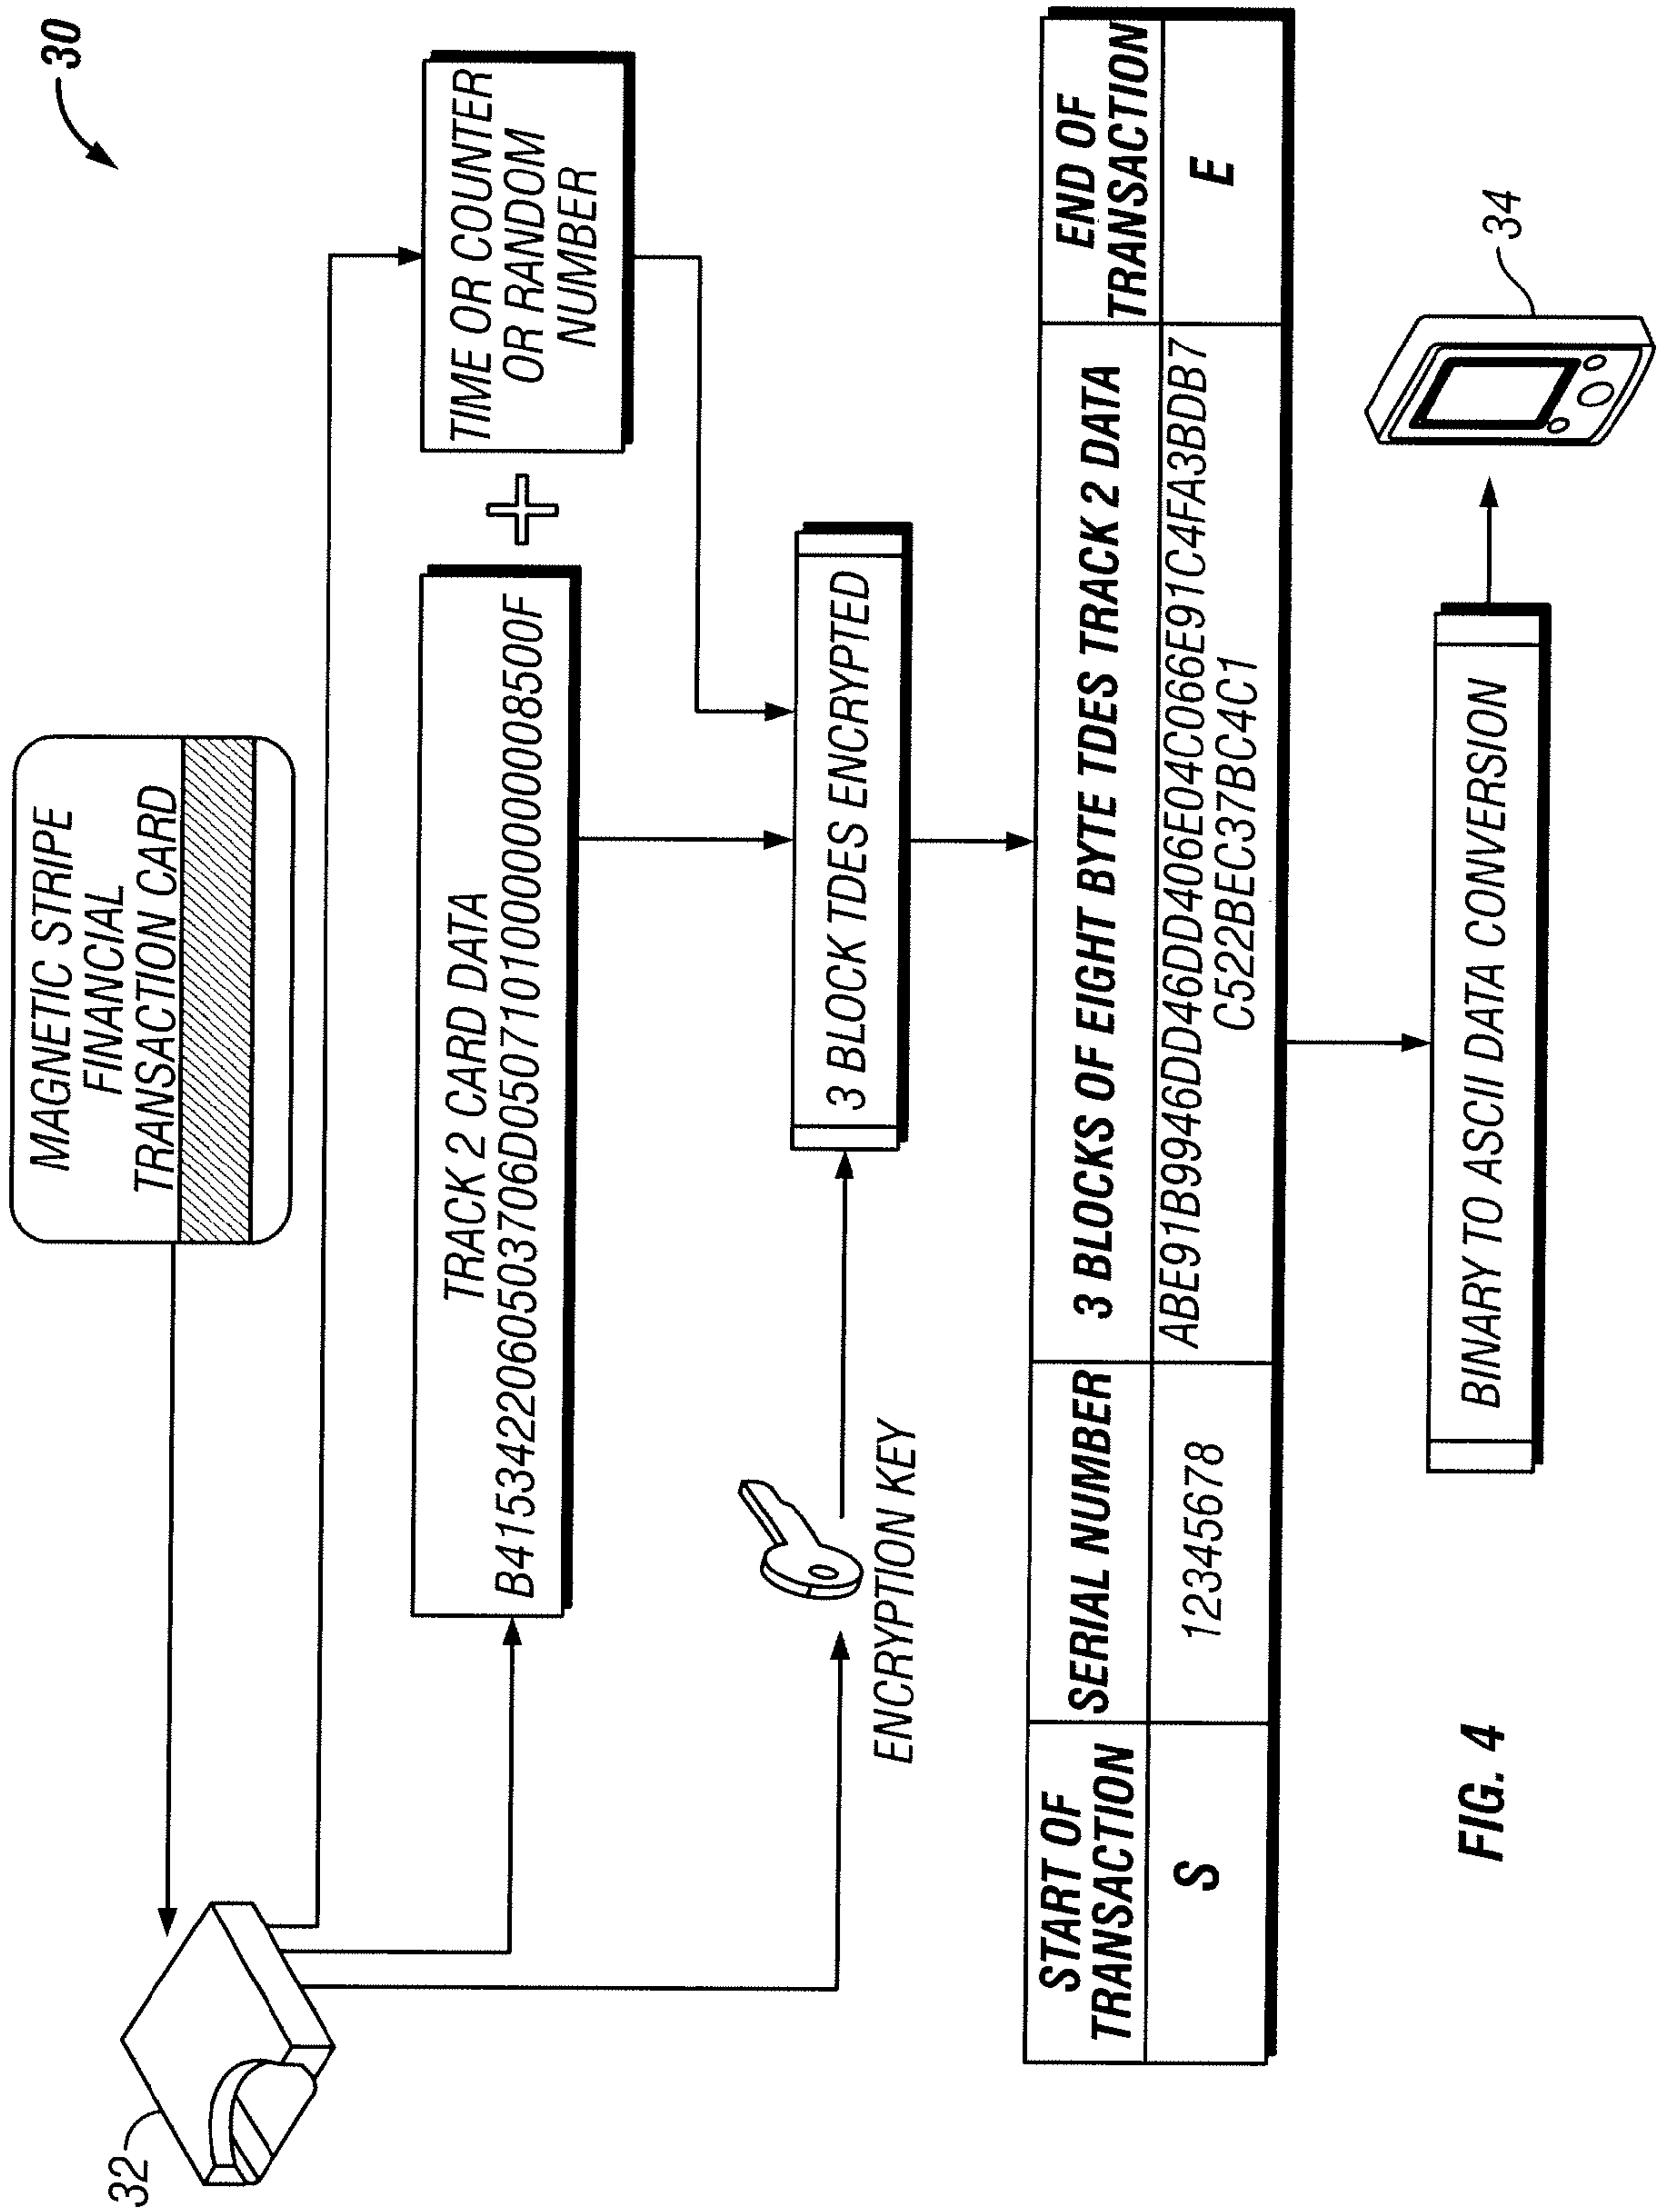 30
MAGNETIC STRIPE
FINANCIAL
TRANSACTION CARD
32
TRACK 2 CARD DATA
B4153422060503706D05071010000000008500F
+
TIME OR COUNTER
OR RANDOM
NUMBER
ENCRYPTION KEY
3 BLOCK TDES ENCRYPTED
START OF
TRANSACTION
SERIAL NUMBER
3 BLOCKS OF EIGHT BYTE TDES TRACK 2 DATA
END OF
TRANSACTION
S
12345678
ABE91B9946DD46DD46DD406E04C066E91C4FA3BDB7
C522BEC37BC4C1
E
BINARY TO ASCII DATA CONVERSION
34
FIG. 4